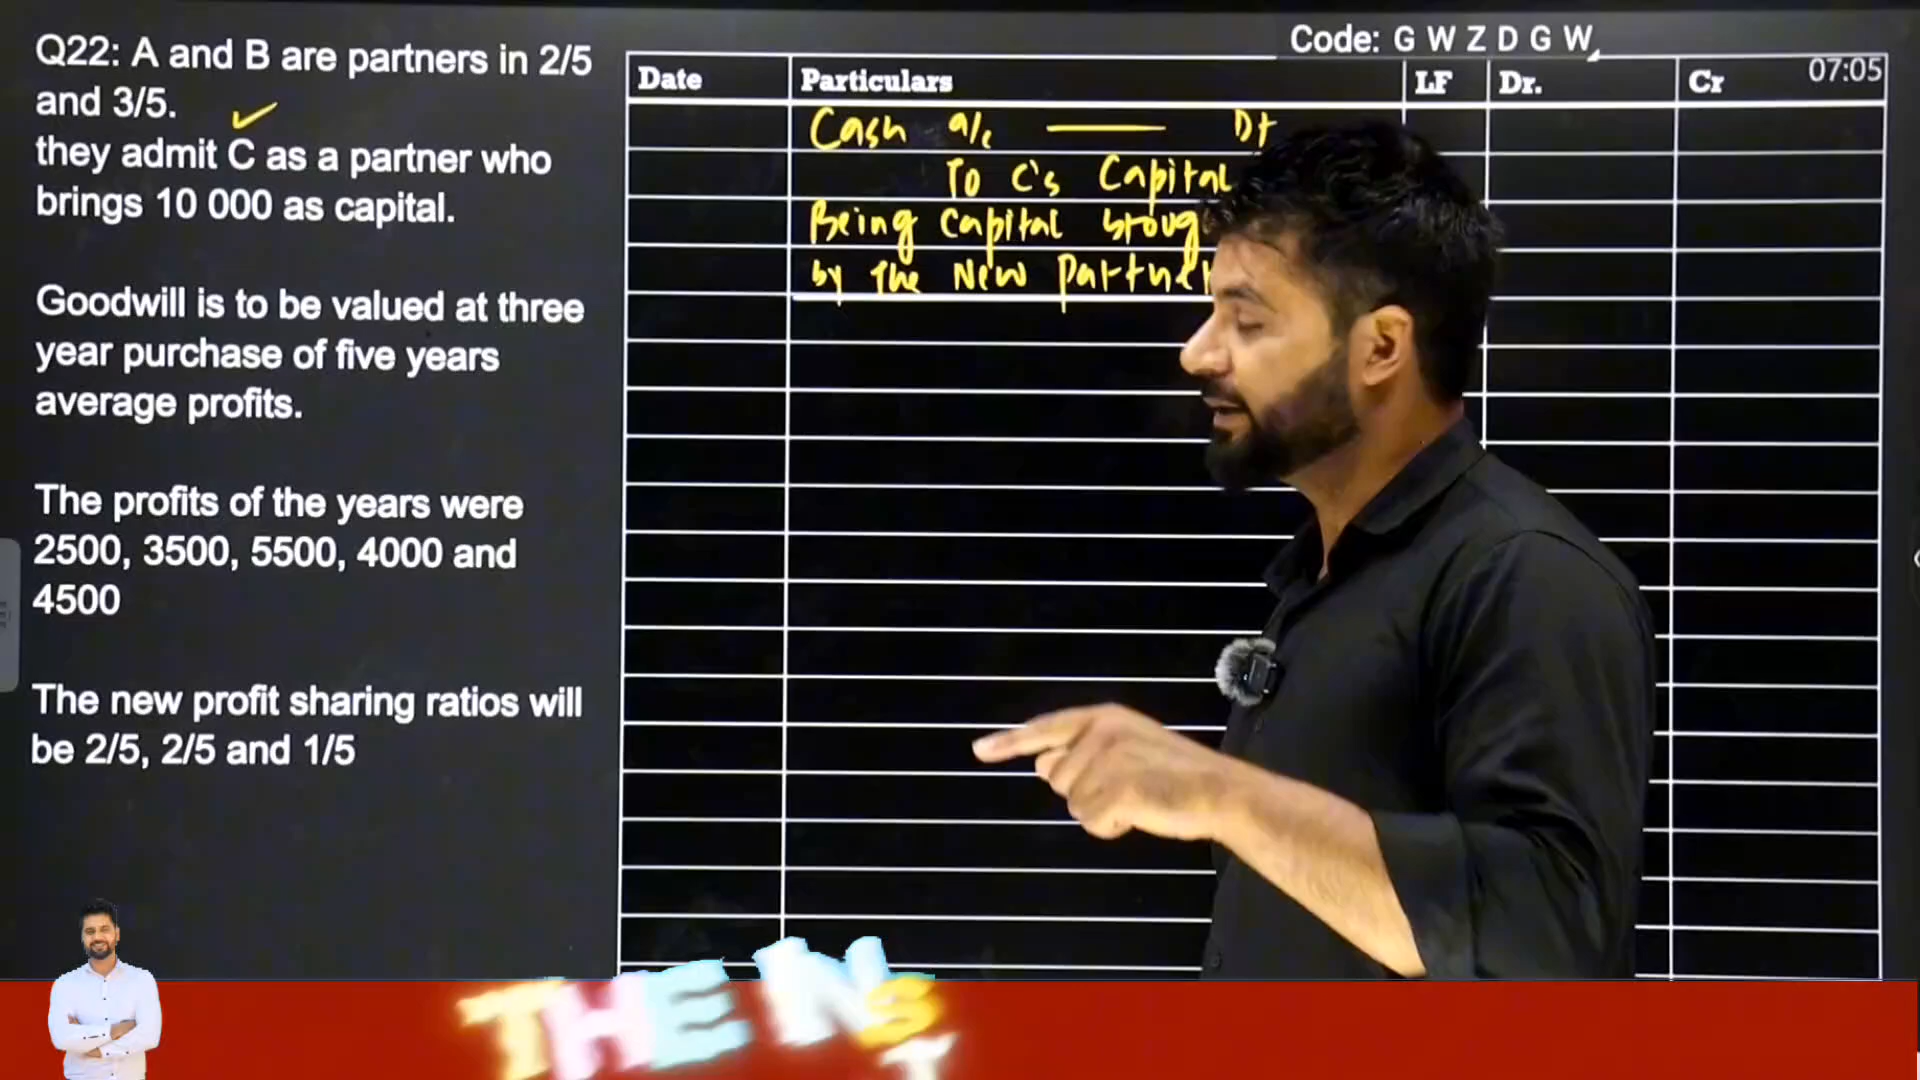 Code: G W Z D G W
07:05
Q22: A and B are partners in 2/5
and 3/5.
they admit C as a partner who
brings 10 000 as capital.
Goodwill is to be valued at three
year purchase of five years
average profits.
The profits of the years were
2500, 3500, 5500, 4000 and
4500
The new profit sharing ratios will
be 2/5, 2/5 and 1/5
Date Particulars LF Dr. Cr
Cash a/c Dr
To C's Capital
Being Capital broug
by The New Partner
THE INS
T